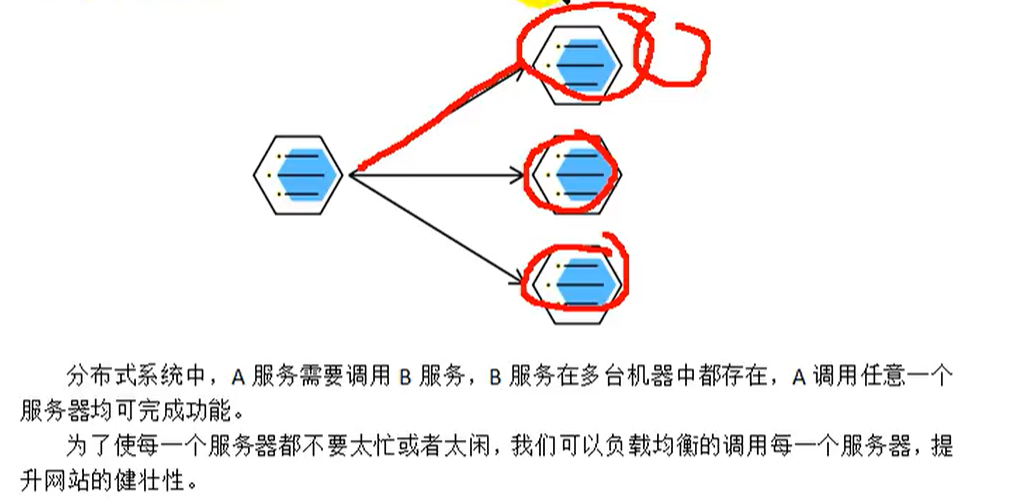 分布式系统中，A 服务需要调用 B 服务，B 服务在多台机器中都存在，A 调用任意一个
服务器均可完成功能。
为了使每一个服务器都不要太忙或者太闲，我们可以负载均衡的调用每一个服务器，提
升网站的健壮性。